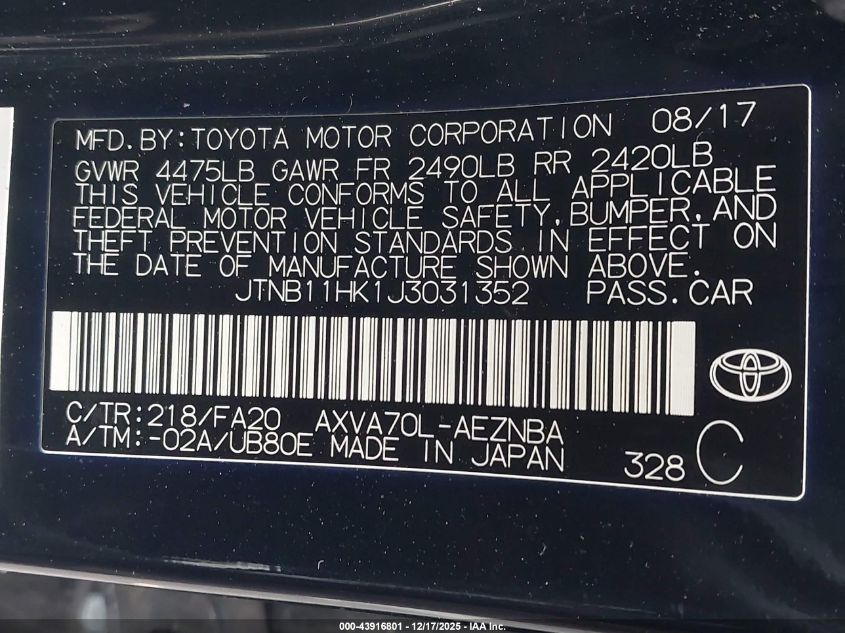 MFD.BY:TOYOTA MOTOR CORPORATION 08/17
GVWR 4475LB GAWR FR 2490LB RR 2420LB
THIS VEHICLE CONFORMS TO ALL APPLICABLE
FEDERAL MOTOR VEHICLE SAFETY, BUMPER, AND
THEFT PREVENTION STANDARDS IN EFFECT ON
THE DATE OF MANUFACTURE SHOWN ABOVE.
JTNB11HK1J3031352 PASS.CAR
C/TR:218/FA20 AXVA70L-AEZNBA
A/TM:-02A/UB80E MADE IN JAPAN 328 C
000-43916801 - 12/17/2025 - IAA Inc.